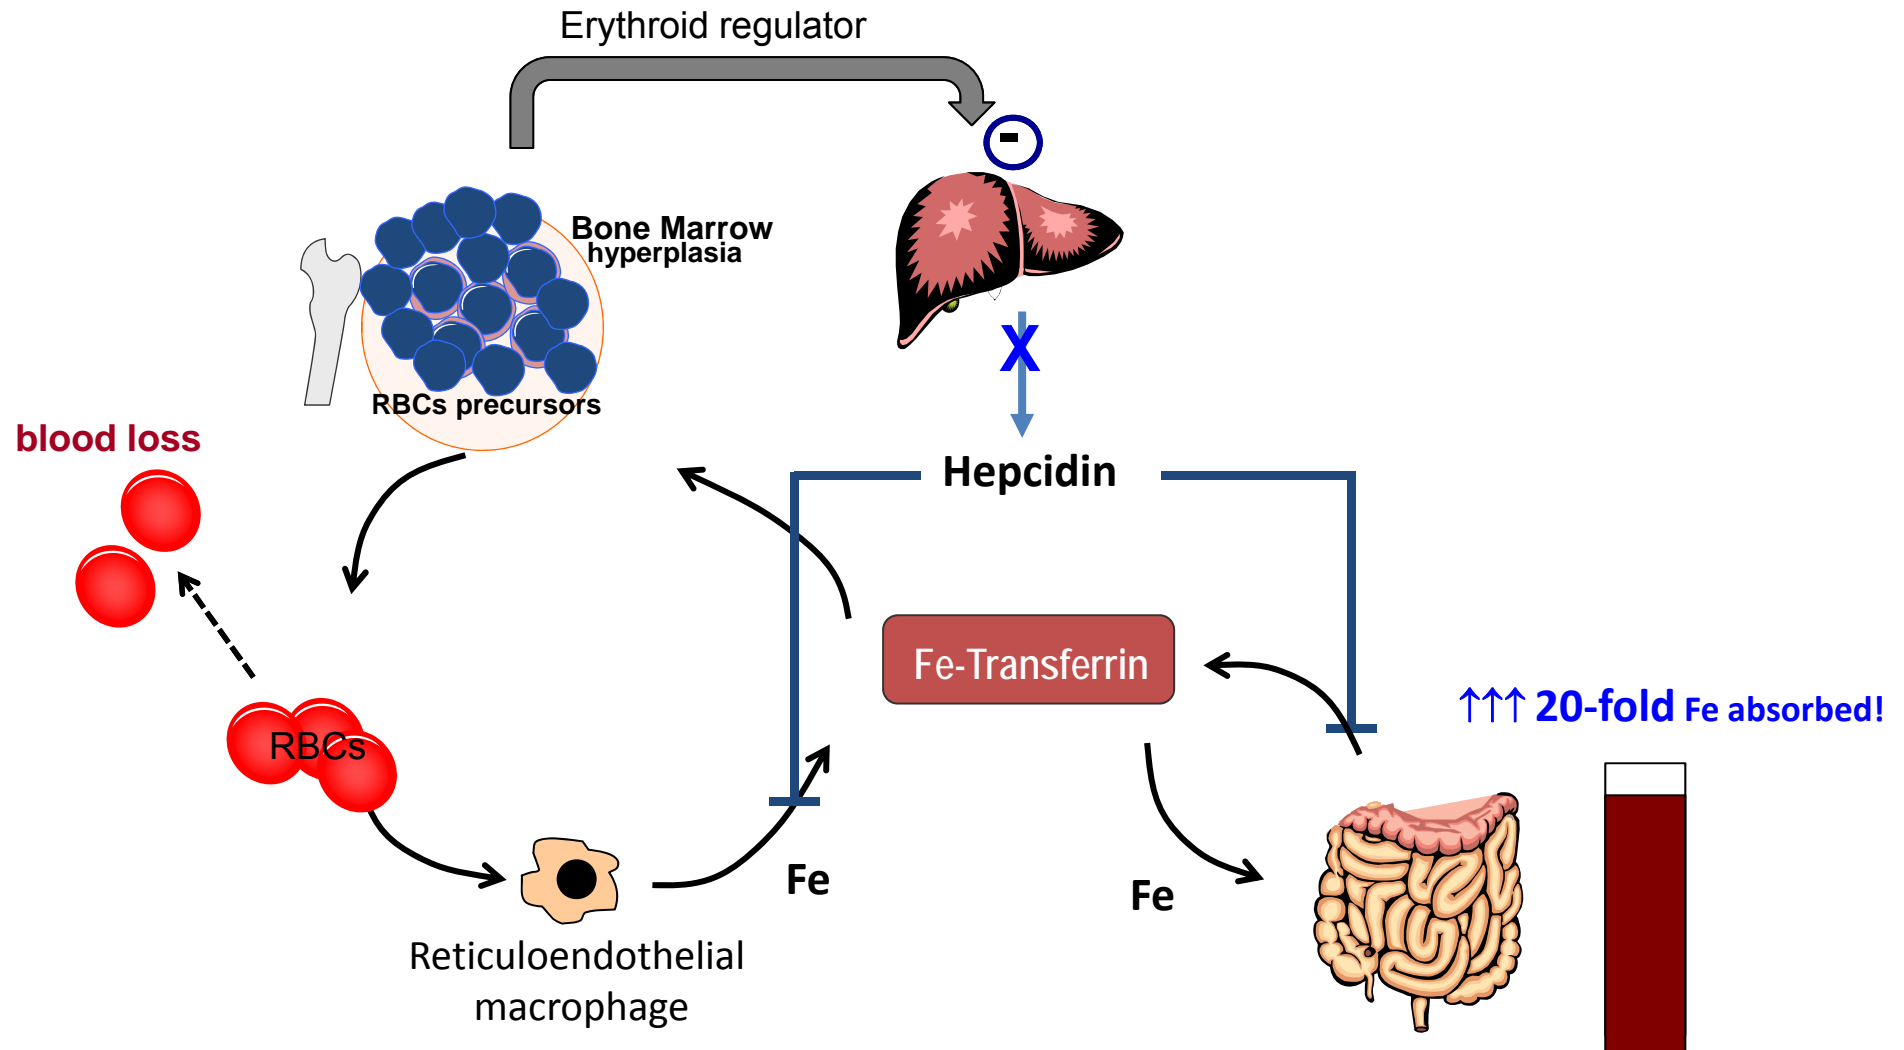 Erythroid regulator
-
Bone Marrow
hyperplasia
RBCs precursors
X
blood loss
Hepcidin
Fe-Transferrin
↑↑↑ 20-fold Fe absorbed!
RBCs
Fe
Fe
Reticuloendothelial
macrophage